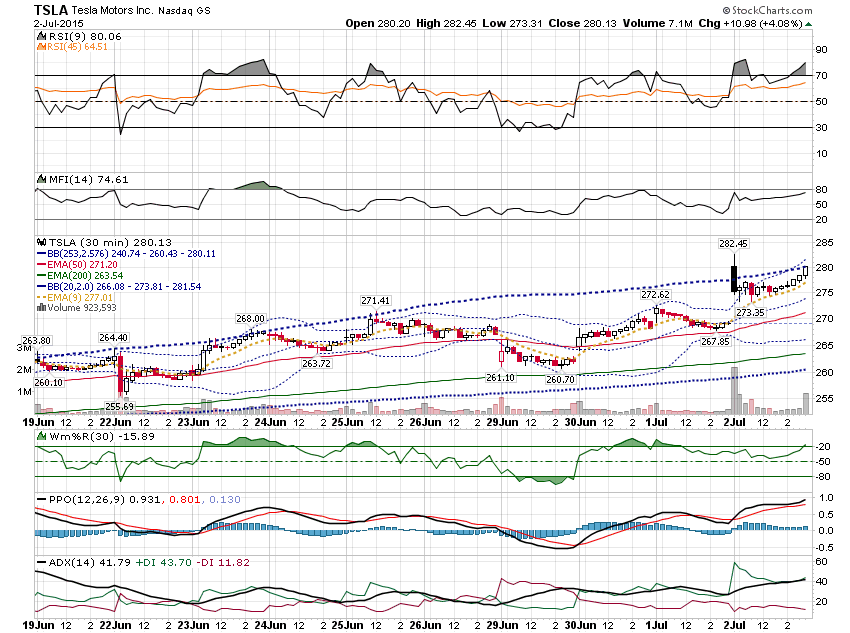 TSLA Tesla Motors Inc. Nasdaq GS
© StockCharts.com
2-Jul-2015
Open 280.20 High 282.45 Low 273.31 Close 280.13 Volume 7.1M Chg +10.98 (+4.08%)
RSI(9) 80.06
RSI(45) 64.51
90
70
50
30
10
MFI(14) 74.61
80
50
20
TSLA (30 min) 280.13
BB(253,2.576) 240.74 - 260.43 - 280.11
EMA(50) 271.20
EMA(200) 263.54
BB(20,2.0) 266.08 - 273.81 - 281.54
EMA(9) 277.01
Volume 923,593
282.45
285
280
275
270
265
260
255
272.62
271.41
268.00
264.40
263.80
273.35
267.85
263.72
261.10
260.70
260.10
255.69
3M
2M
1M
19Jun 12 2 22Jun 12 2 23Jun 12 2 24Jun 12 2 25Jun 12 2 26Jun 12 2 29Jun 12 2 30Jun 12 2 1Jul 12 2 2Jul 12 2
Wm%R(30) -15.89
-20
-50
-80
PPO(12,26,9) 0.931, 0.801, 0.130
1.0
0.5
0.0
-0.5
ADX(14) 41.79 +DI 43.70 -DI 11.82
60
40
20
19Jun 12 2 22Jun 12 2 23Jun 12 2 24Jun 12 2 25Jun 12 2 26Jun 12 2 29Jun 12 2 30Jun 12 2 1Jul 12 2 2Jul 12 2